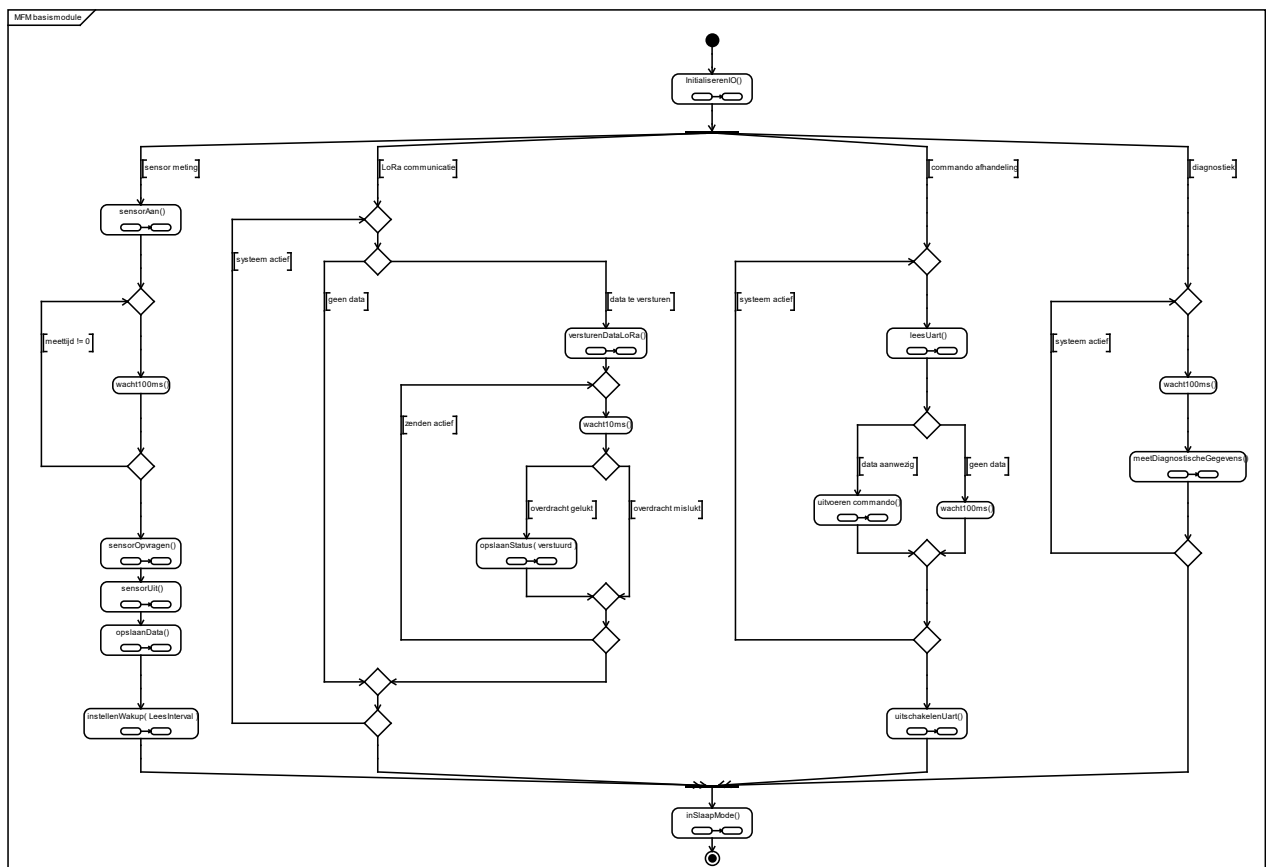 MFM basismodule
InitialiserenIO()
[sensor meting]
[LoRa communicatie]
[commando afhandeling]
[diagnostiek]
sensorAan()
[systeem actief]
[geen data]
[data te versturen]
[systeem actief]
[meettijd != 0]
versturenDataLoRa()
leesUart()
[systeem actief]
wacht100ms()
wacht100ms()
[zenden actief]
wacht10ms()
meetDiagnostischeGegevens()
[data aanwezig]
[geen data]
[overdracht gelukt]
[overdracht mislukt]
uitvoeren commando()
wacht100ms()
sensorOpvragen()
opslaanStatus( verstuurd )
sensorUit()
opslaanData()
instellenWakup( LeesInterval )
uitschakelenUart()
inSlaapMode()